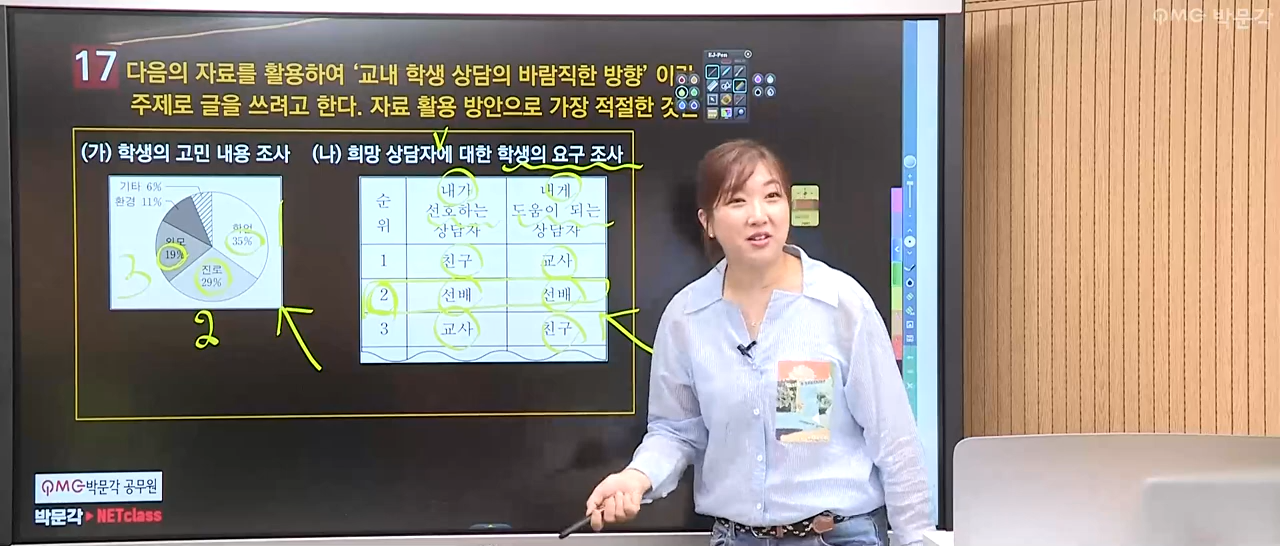 QMG 박문각
17 다음의 자료를 활용하여 '교내 학생 상담의 바람직한 방향' 이
주제로 글을 쓰려고 한다. 자료 활용 방안으로 가장 적절한 것
EJ-Pen
(가) 학생의 고민 내용 조사
기타 6%
환경 11%
35%
외모
19%
진로
29%
3
2
(나) 희망 상담자에 대한 학생의 요구 조사
순위 내가 선호하는 상담자 내게 도움이 되는 상담자
1 친구 교사
2 선배 선배
3 교사 친구
QMG박문각 공무원
박문각 ▶ NETclass